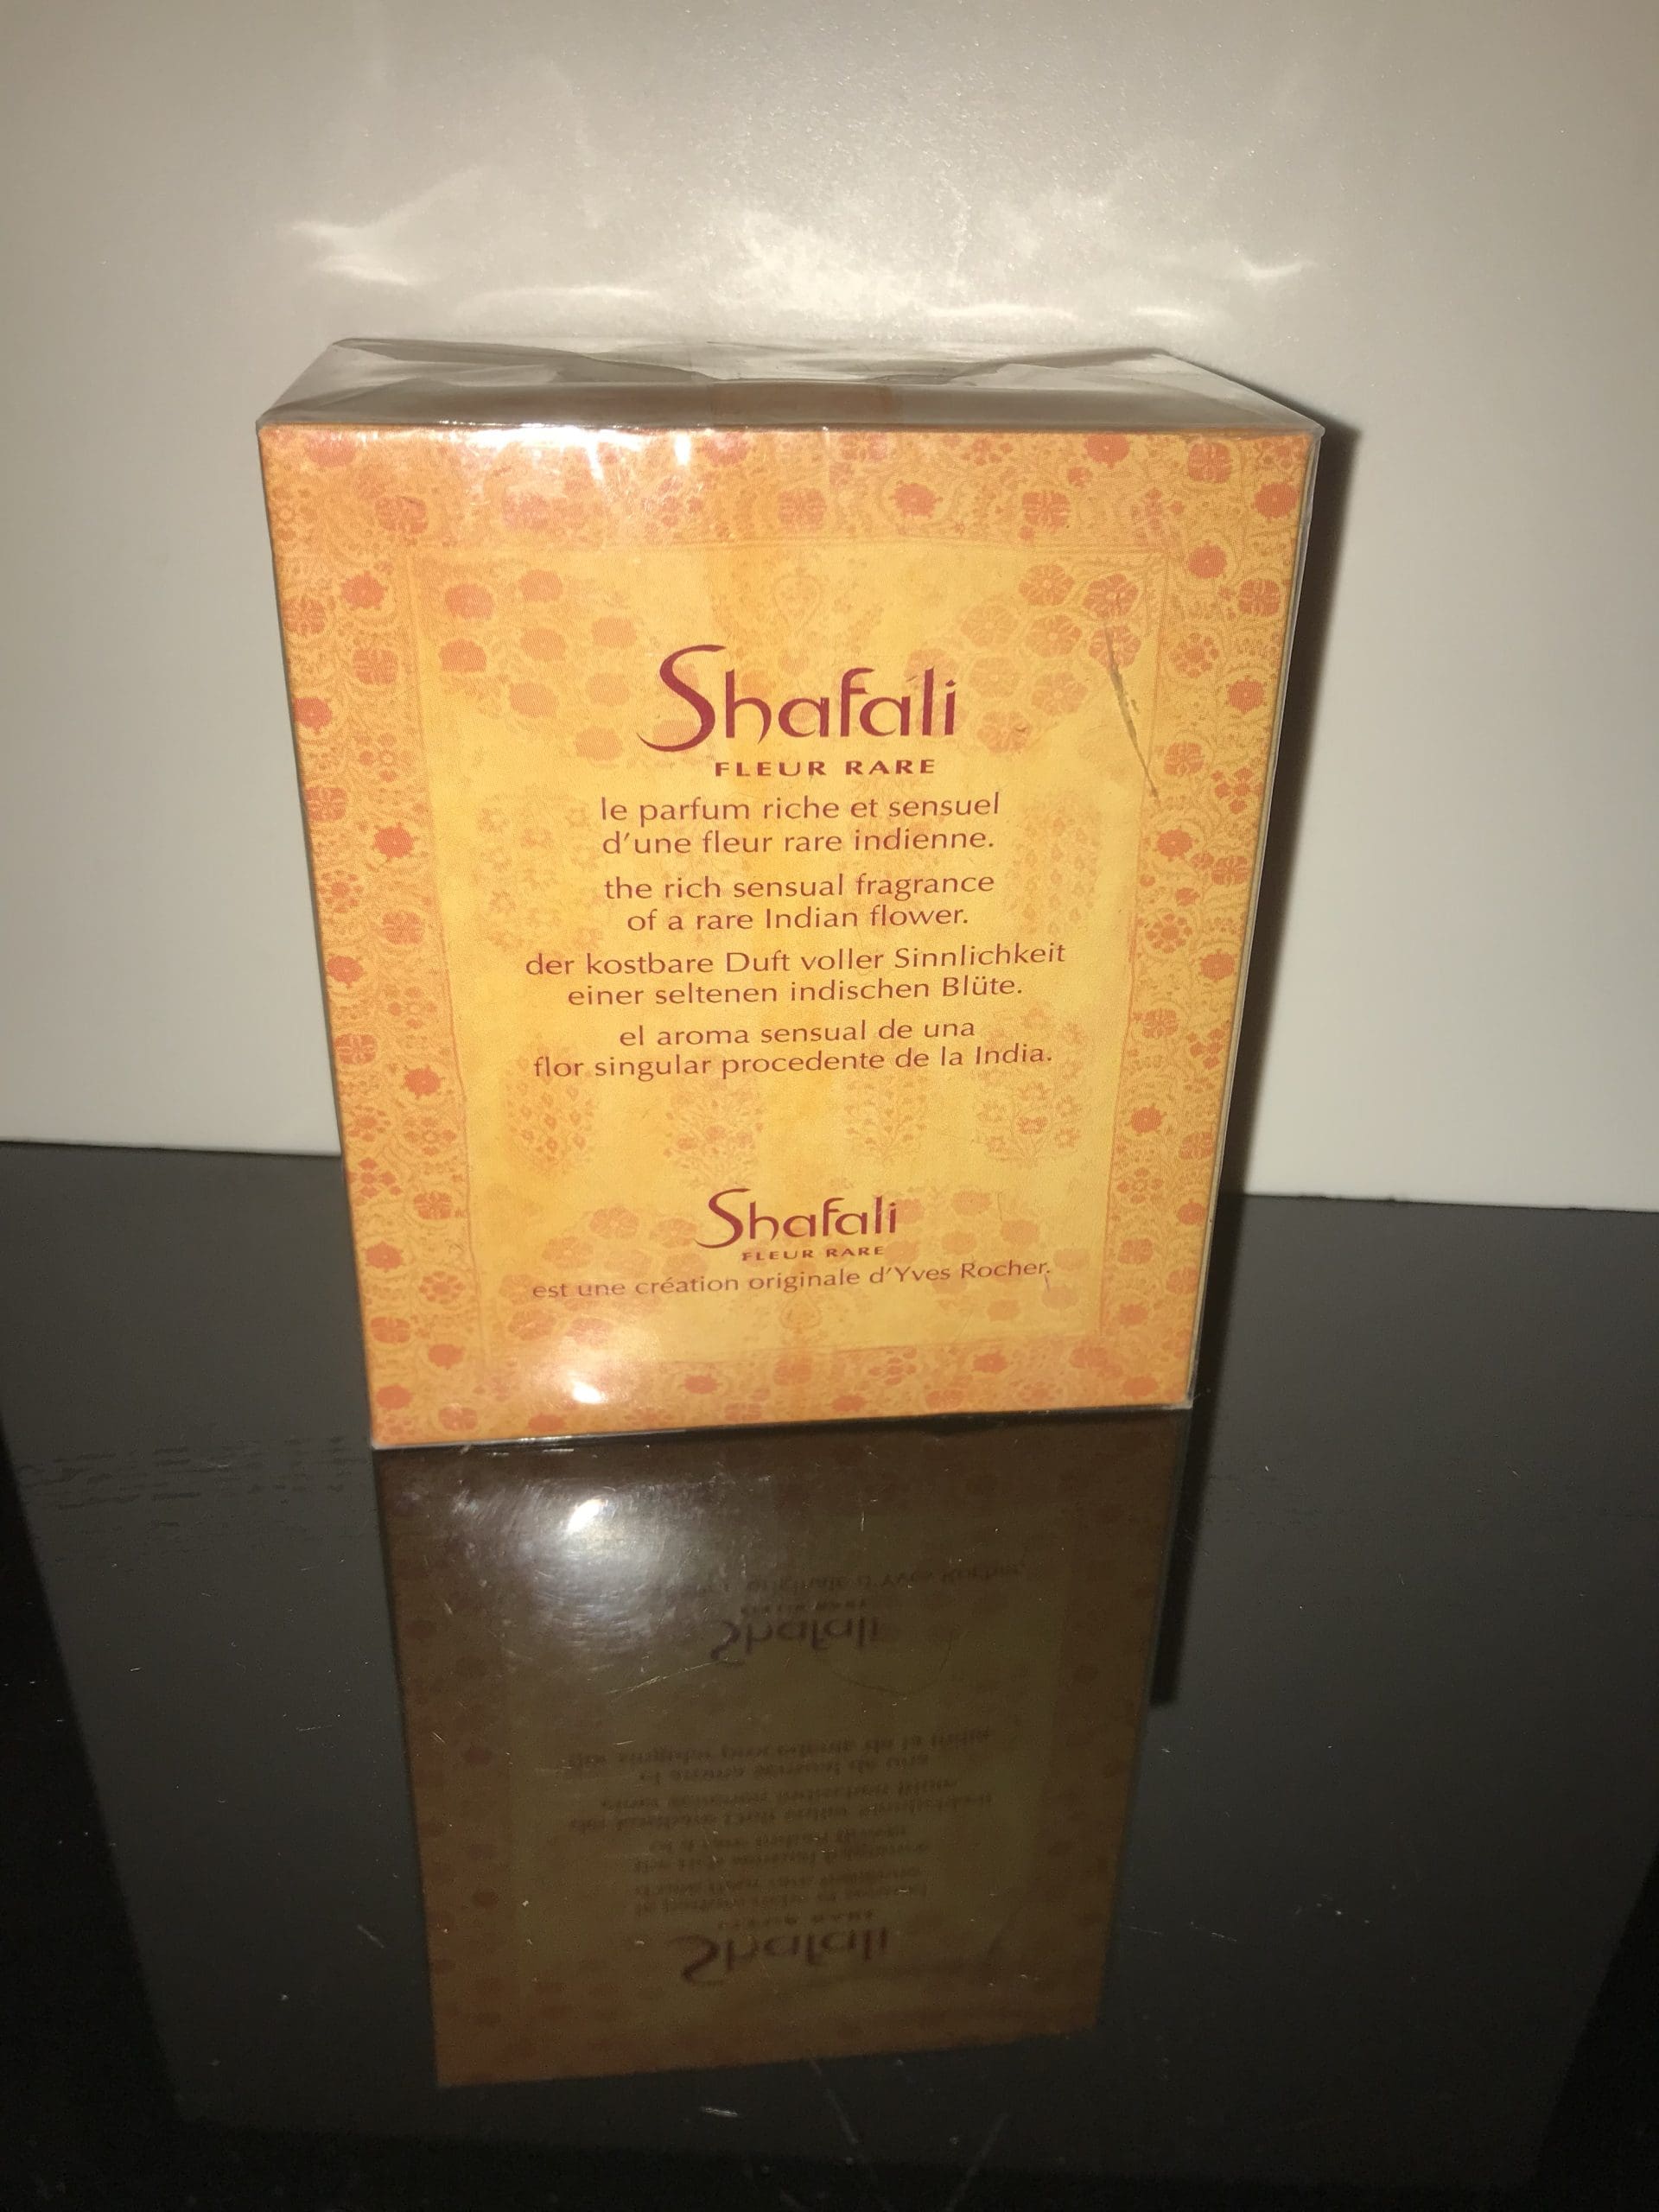 Shafali
FLEUR RARE
le parfum riche et sensuel
d'une fleur rare indienne.
the rich sensual fragrance
of a rare Indian flower.
der kostbare Duft voller Sinnlichkeit
einer seltenen indischen Blüte.
el aroma sensual de una
flor singular procedente de la India.
Shafali
FLEUR RARE
est une création originale d'Yves Rocher.